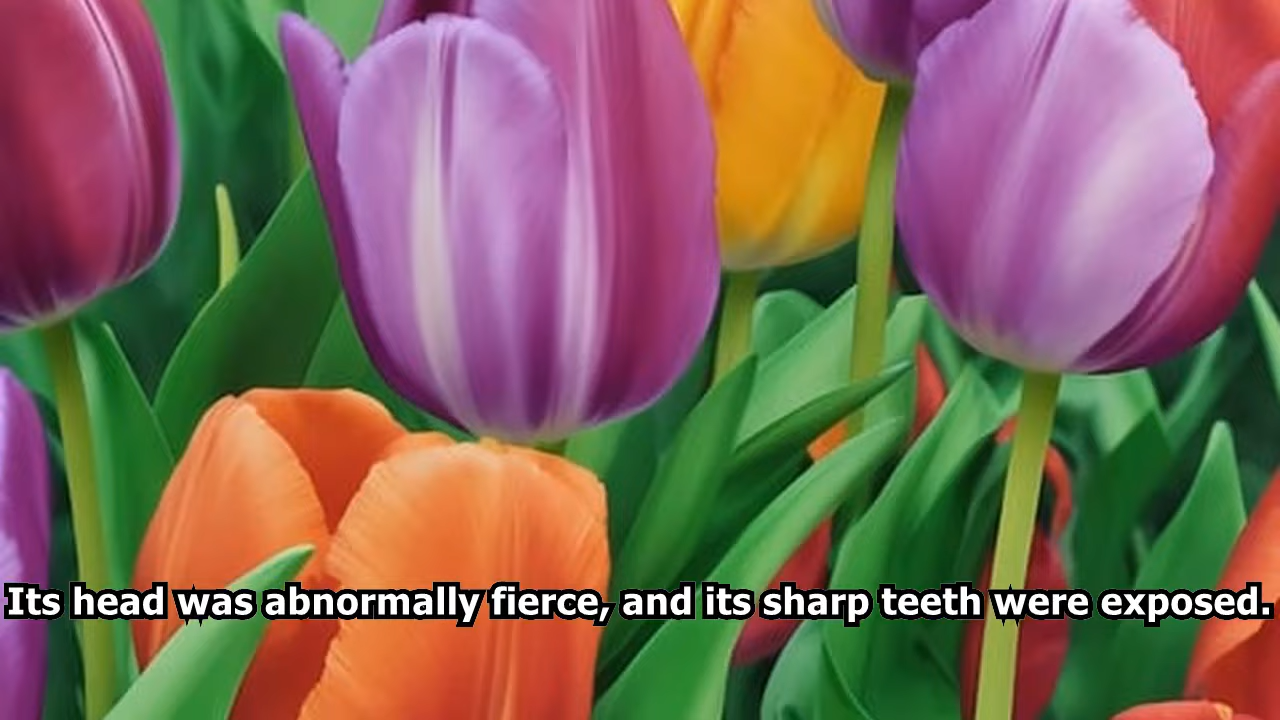 Its head was abnormally fierce, and its sharp teeth were exposed.